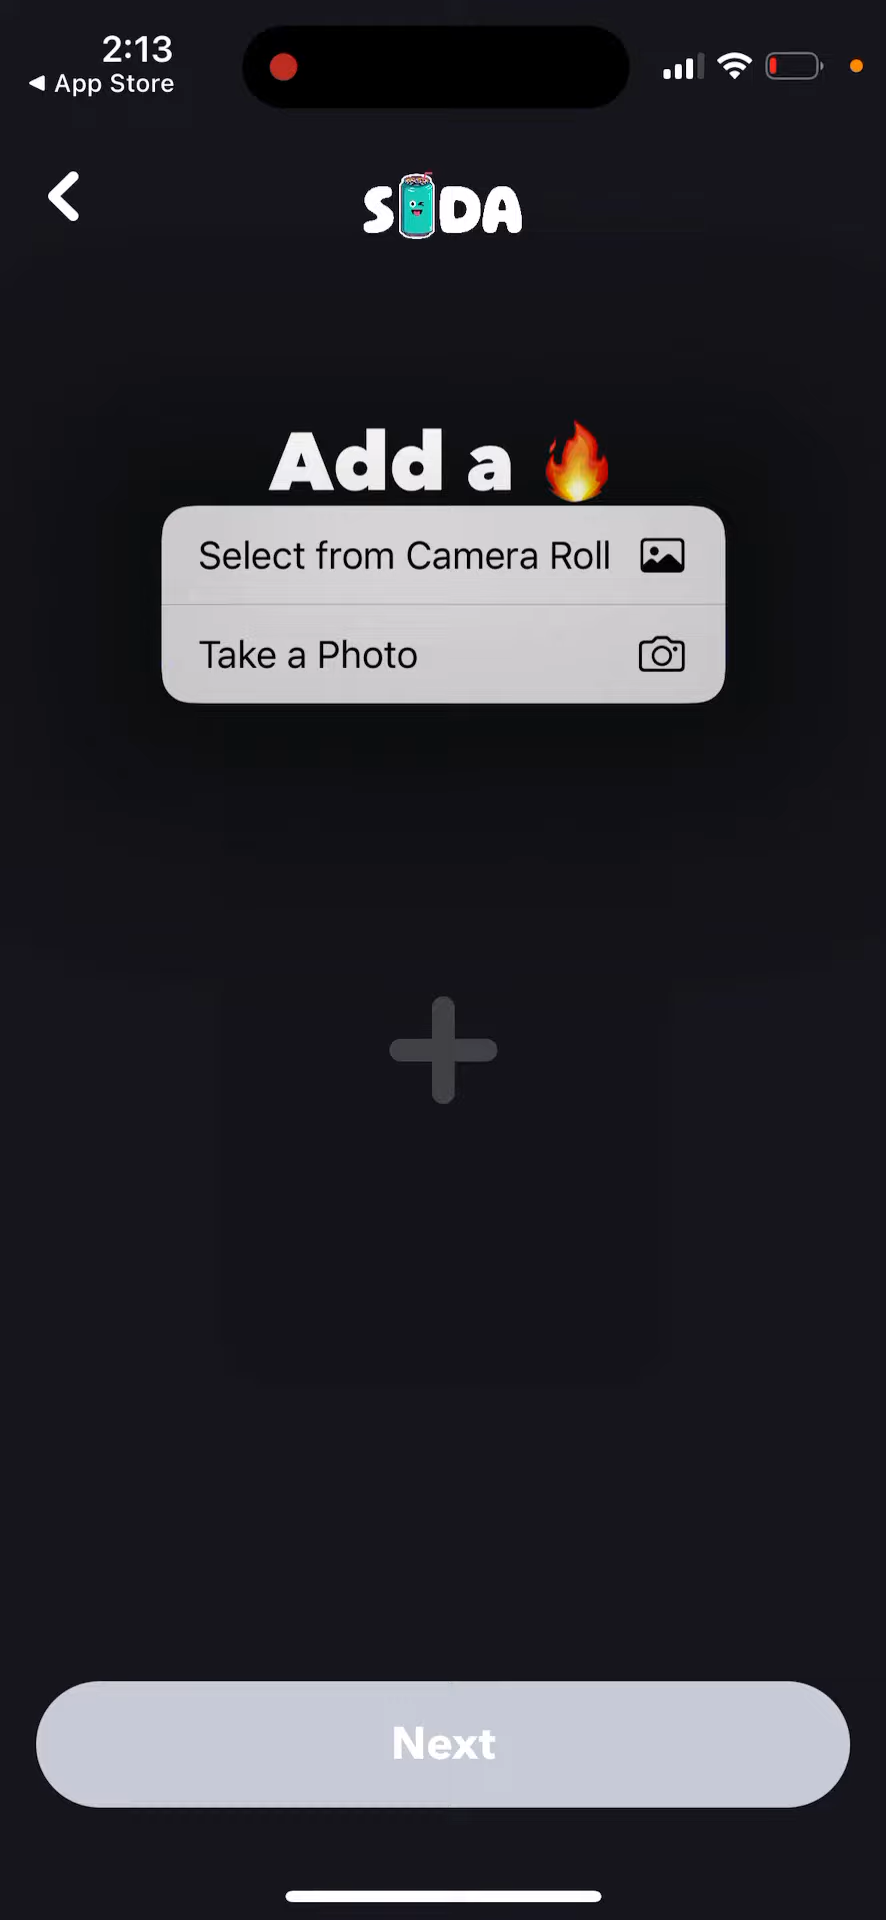 2:13
◀ App Store
SODA
Add a 🔥
Select from Camera Roll
Take a Photo
Next